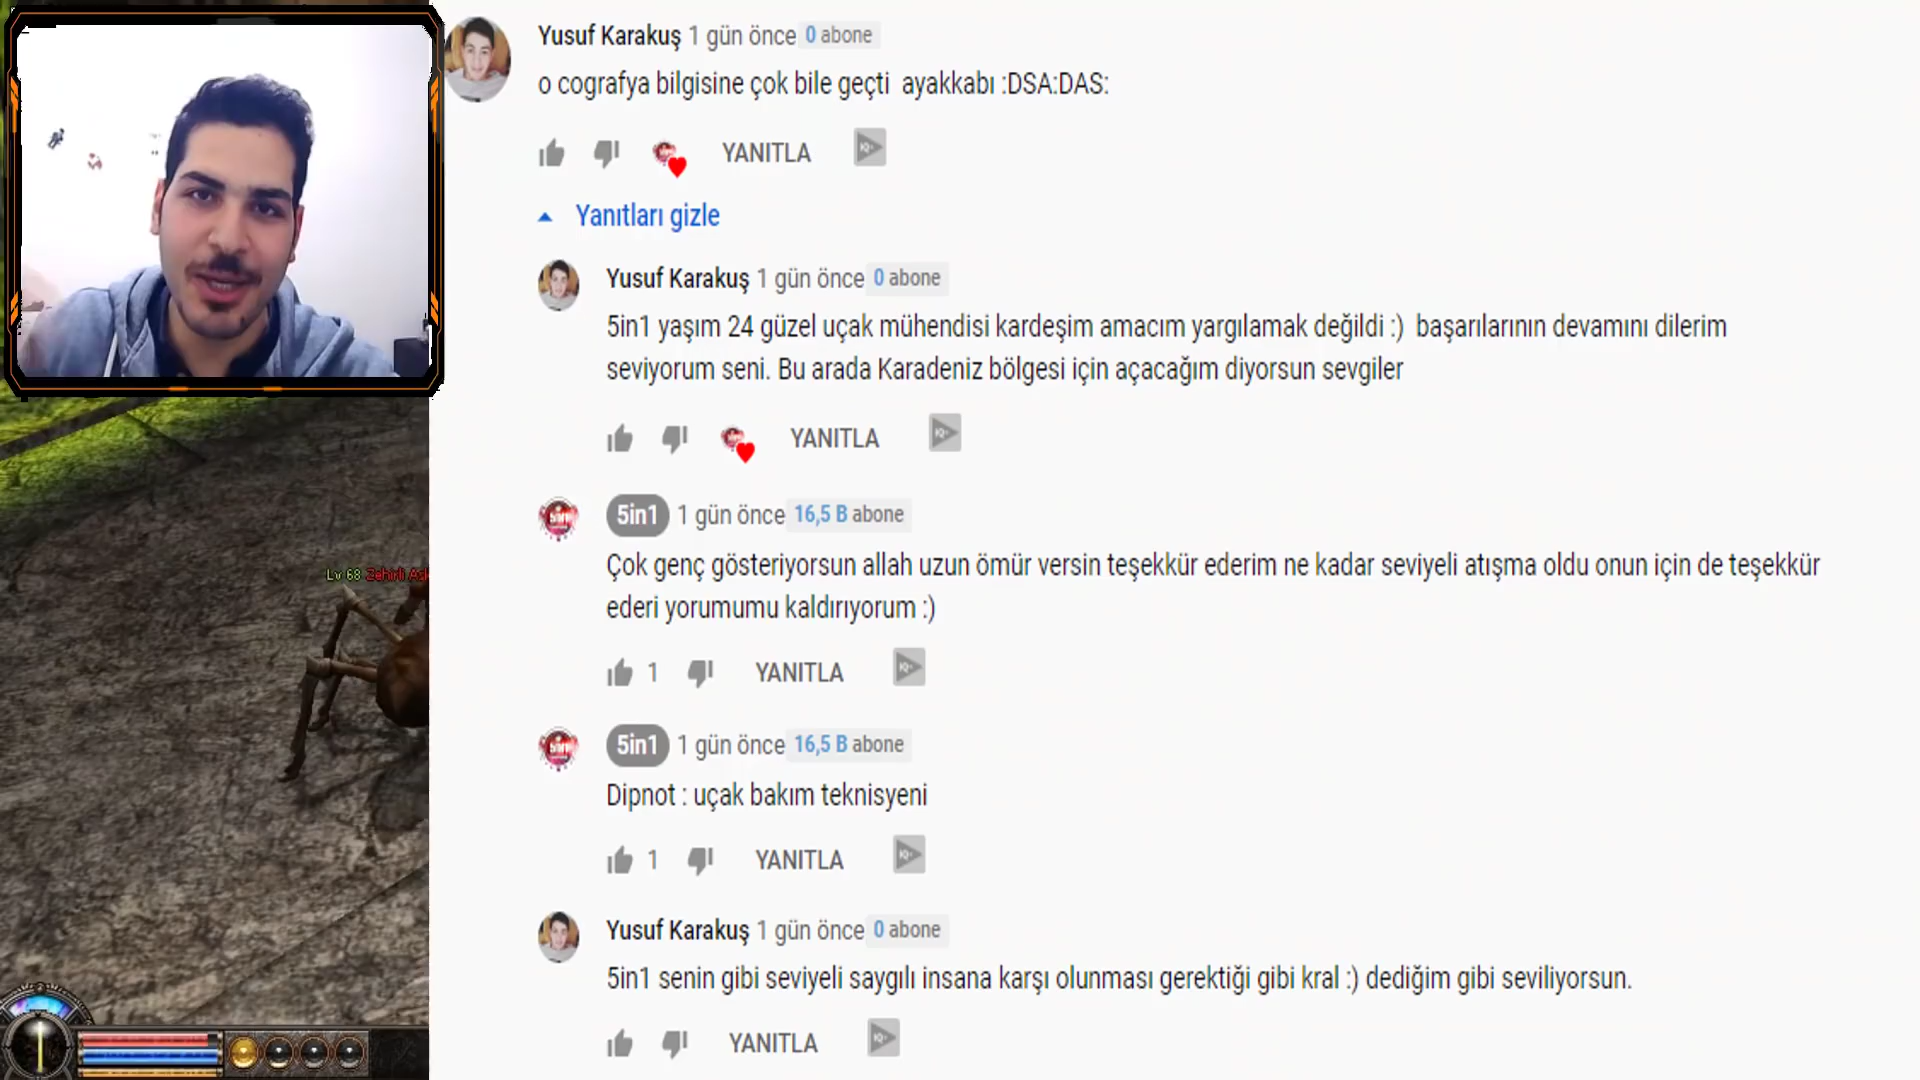 Yusuf Karakuş 1 gün önce 0 abone
o cografya bilgisine çok bile geçti ayakkabı :DSA:DAS:
YANITLA
Yanıtları gizle
Yusuf Karakuş 1 gün önce 0 abone
5in1 yaşım 24 güzel uçak mühendisi kardeşim amacım yargılamak değildi :) başarılarının devamını dilerim
seviyorum seni. Bu arada Karadeniz bölgesi için açacağım diyorsun sevgiler
YANITLA
5in1 1 gün önce 16,5 B abone
Çok genç gösteriyorsun allah uzun ömür versin teşekkür ederim ne kadar seviyeli atışma oldu onun için de teşekkür
ederi yorumumu kaldırıyorum :)
1 YANITLA
5in1 1 gün önce 16,5 B abone
Dipnot : uçak bakım teknisyeni
1 YANITLA
Yusuf Karakuş 1 gün önce 0 abone
5in1 senin gibi seviyeli saygılı insana karşı olunması gerektiği gibi kral :) dediğim gibi seviliyorsun.
YANITLA
Lv 68 Zehirli